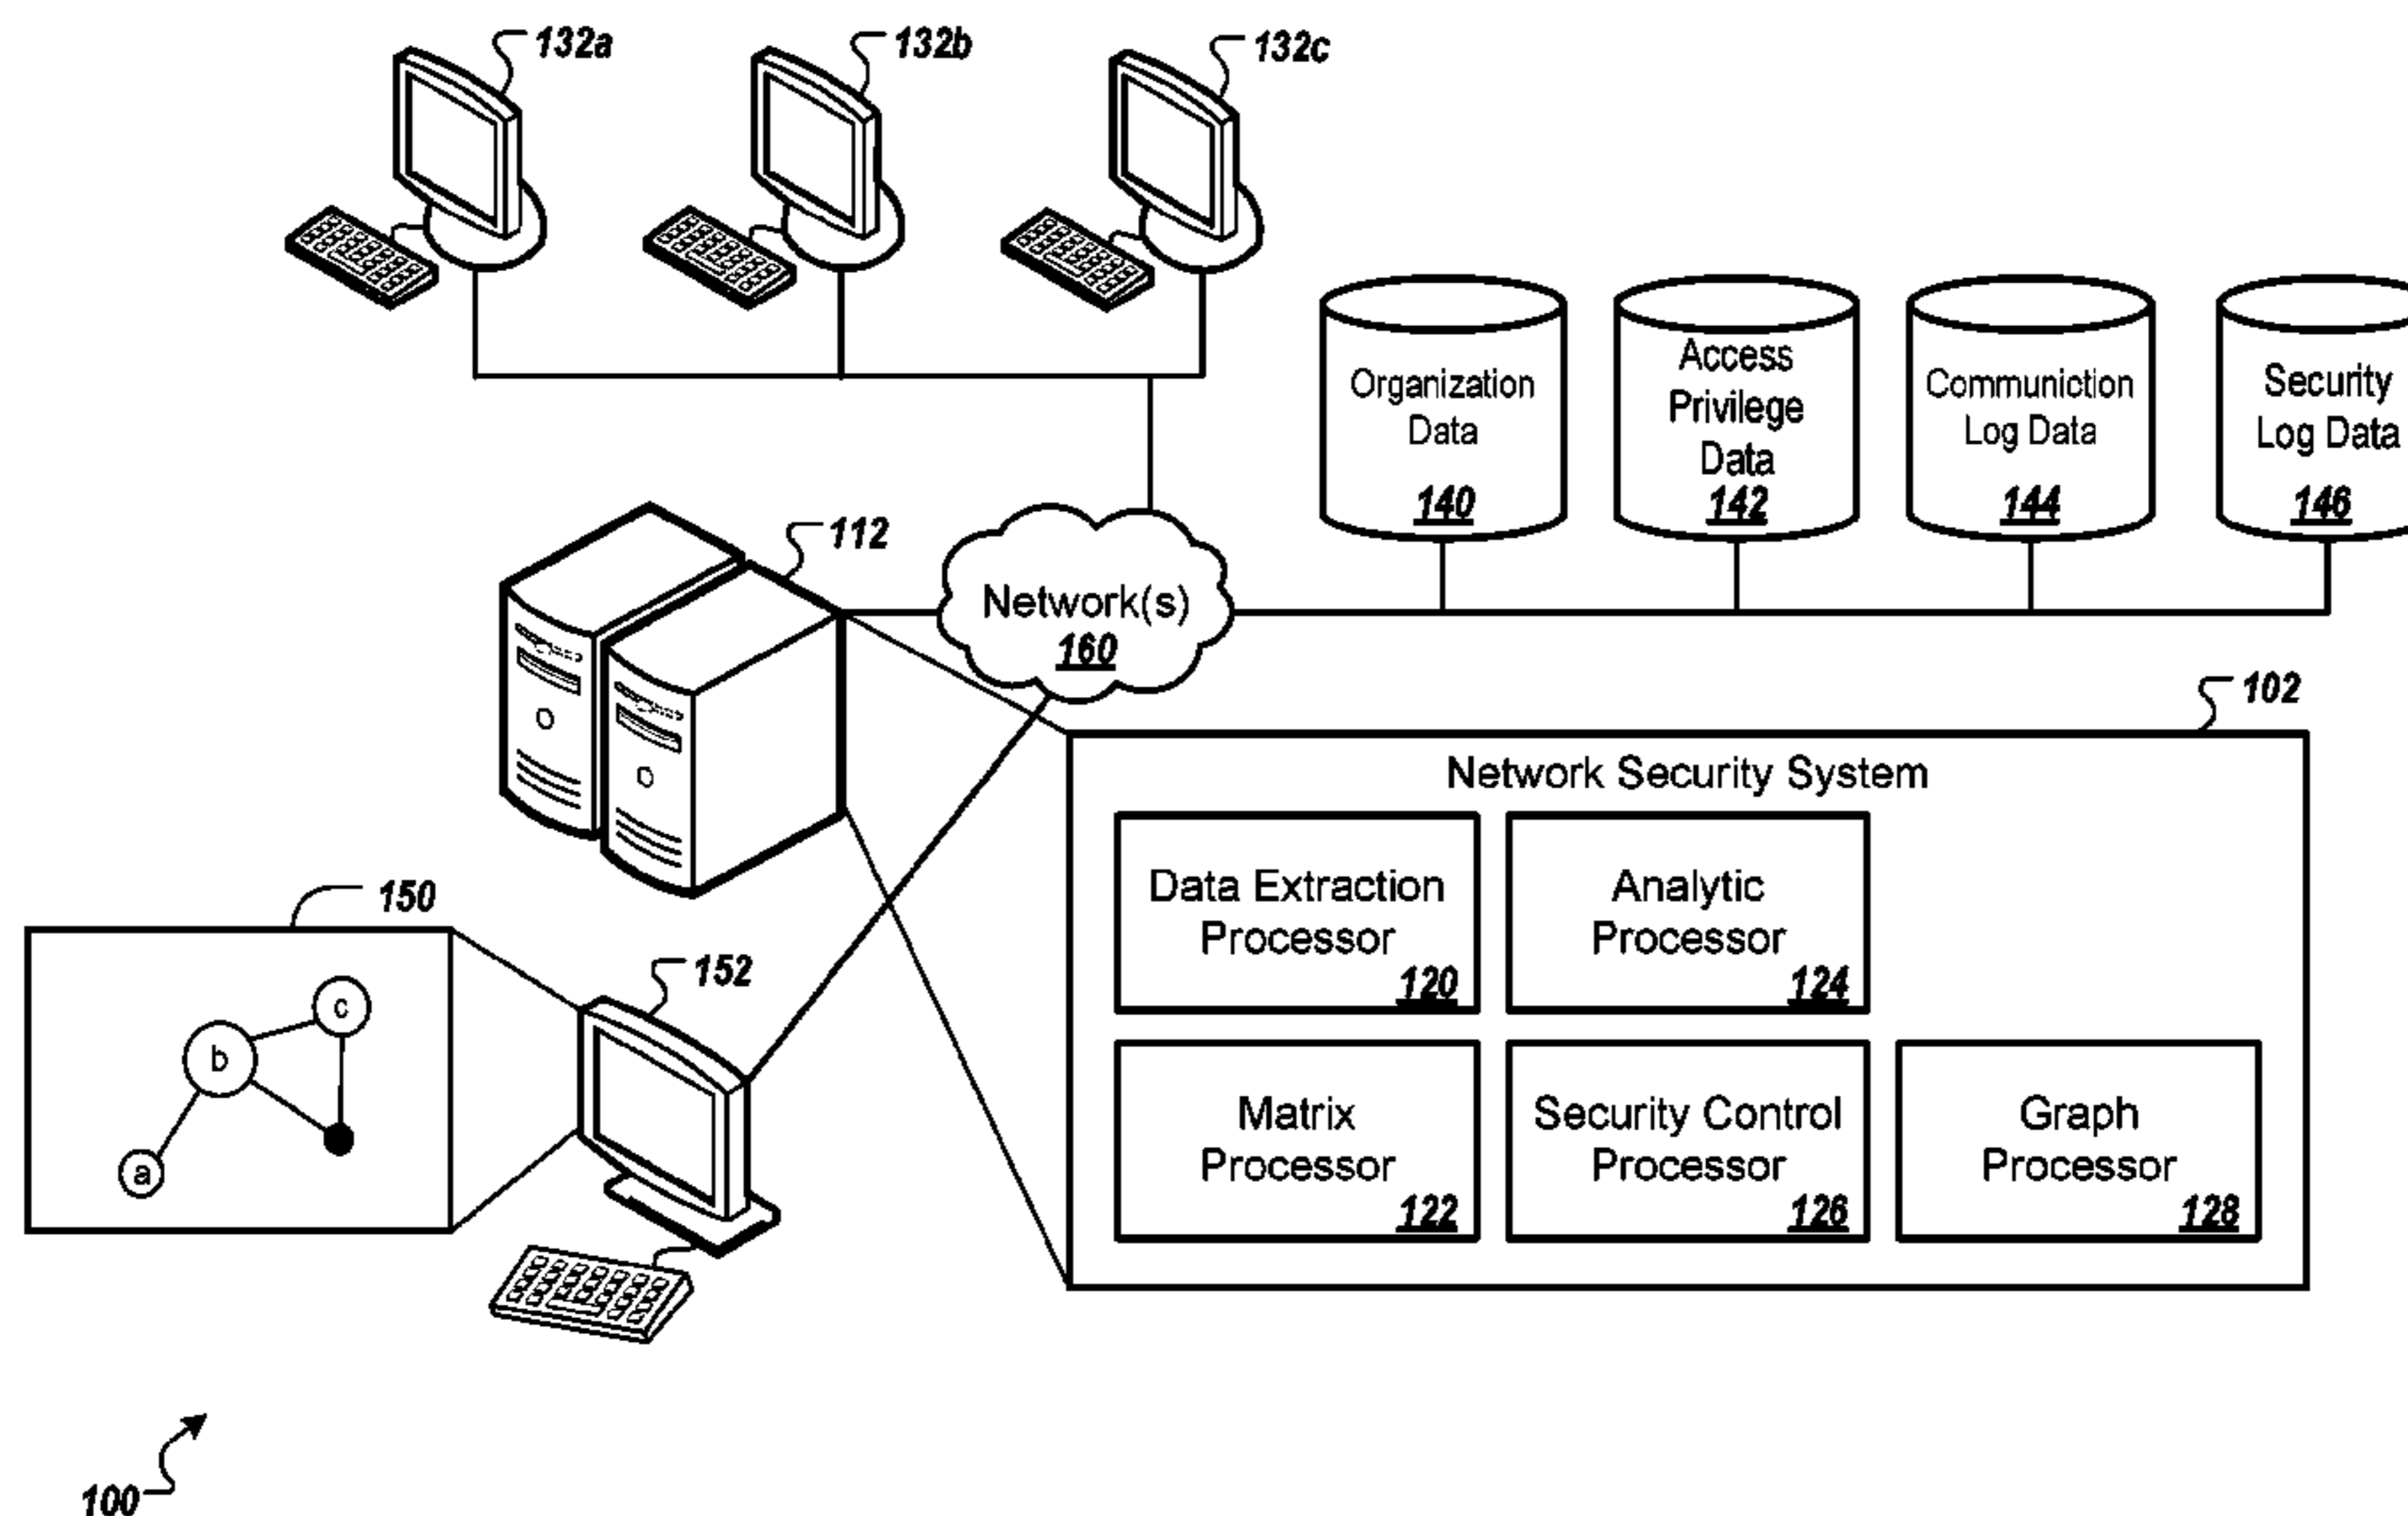 132a
132b
132c
Organization
Data
140
Access
Privilege
Data
142
Communiction
Log Data
144
Security
Log Data
146
112
Network(s)
160
102
Network Security System
Data Extraction
Processor
120
Analytic
Processor
124
Matrix
Processor
122
Security Control
Processor
126
Graph
Processor
128
150
c
b
a
152
100